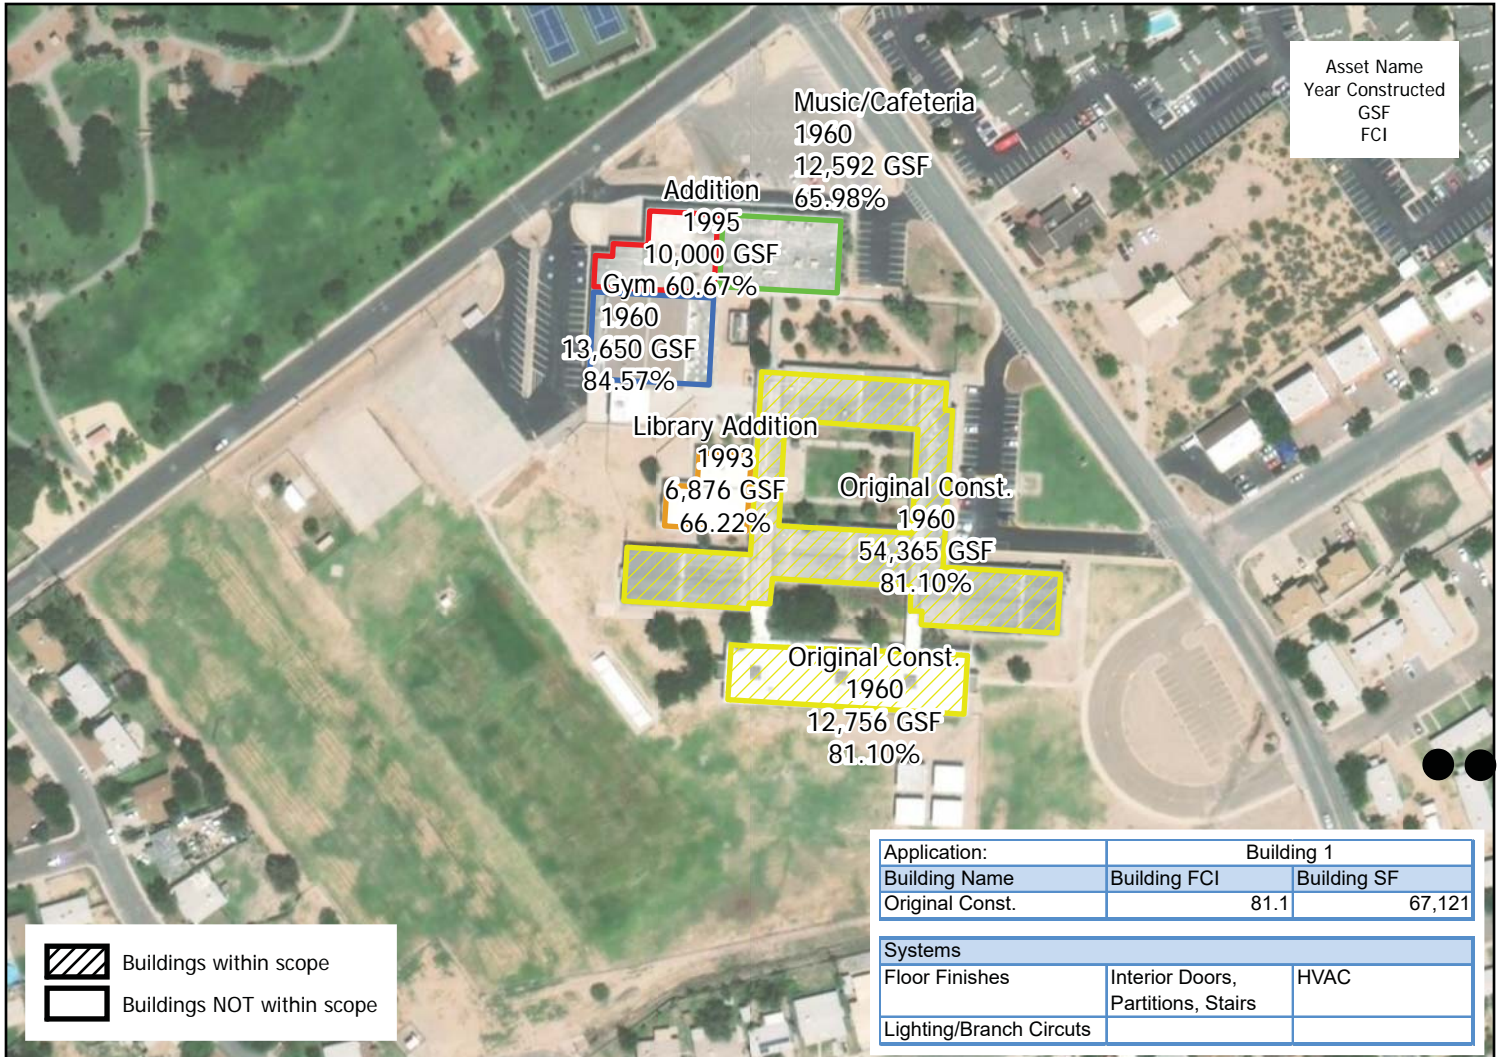 Asset Name
Year Constructed
GSF
FCI
Music/Cafeteria
1960
12,592 GSF
65.98%
Addition
1995
10,000 GSF
60.67%
Gym
1960
13,650 GSF
84.57%
Library Addition
1993
6,876 GSF
66.22%
Original Const.
1960
54,365 GSF
81.10%
Original Const.
1960
12,756 GSF
81.10%
Buildings within scope
Buildings NOT within scope
Application: Building 1
Building Name Building FCI Building SF
Original Const. 81.1 67,121
Systems
Floor Finishes Interior Doors, HVAC
Partitions, Stairs
Lighting/Branch Circuts